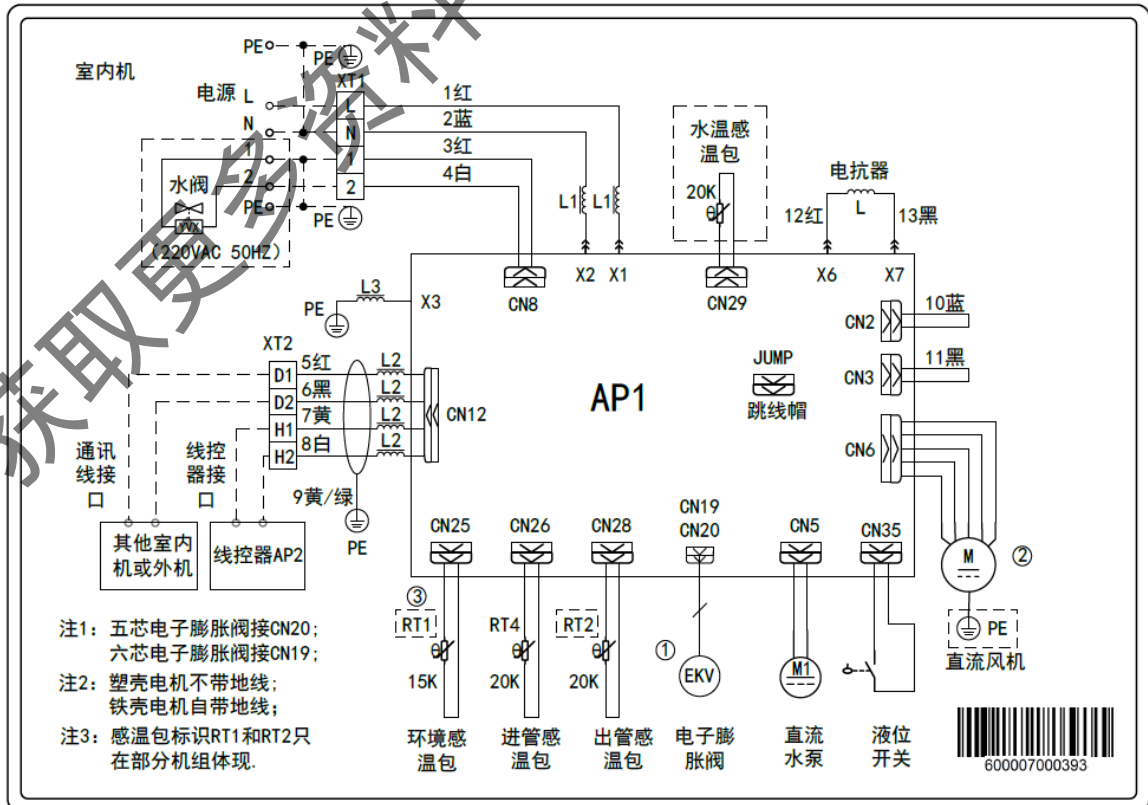 获取更多资料
室内机
电源
PE
L
N
1
2
PE
水阀
YVX
(220VAC 50HZ)
PE
XT1
L
N
1
2
PE
1红
2蓝
3红
4白
L1
L1
X2
X1
CN8
水温感
温包
20K
θ
CN29
电抗器
L
12红
13黑
X6
X7
L3
X3
PE
XT2
D1
D2
H1
H2
5红
6黑
7黄
8白
L2
L2
L2
L2
CN12
9黄/绿
PE
通讯
线接
口
线控
器接
口
其他室内
机或外机
线控器AP2
AP1
JUMP
跳线帽
CN2
10蓝
CN3
11黑
CN6
M
②
PE
直流风机
CN25
CN26
CN28
CN19
CN20
CN5
CN35
③
RT1
θ
15K
环境感
温包
RT4
θ
20K
进管感
温包
RT2
θ
20K
出管感
温包
①
EKV
电子膨
胀阀
M1
直流
水泵
液位
开关
注1: 五芯电子膨胀阀接CN20;
六芯电子膨胀阀接CN19;
注2: 塑壳电机不带地线;
铁壳电机自带地线;
注3: 感温包标识RT1和RT2只
在部分机组体现.
600007000393